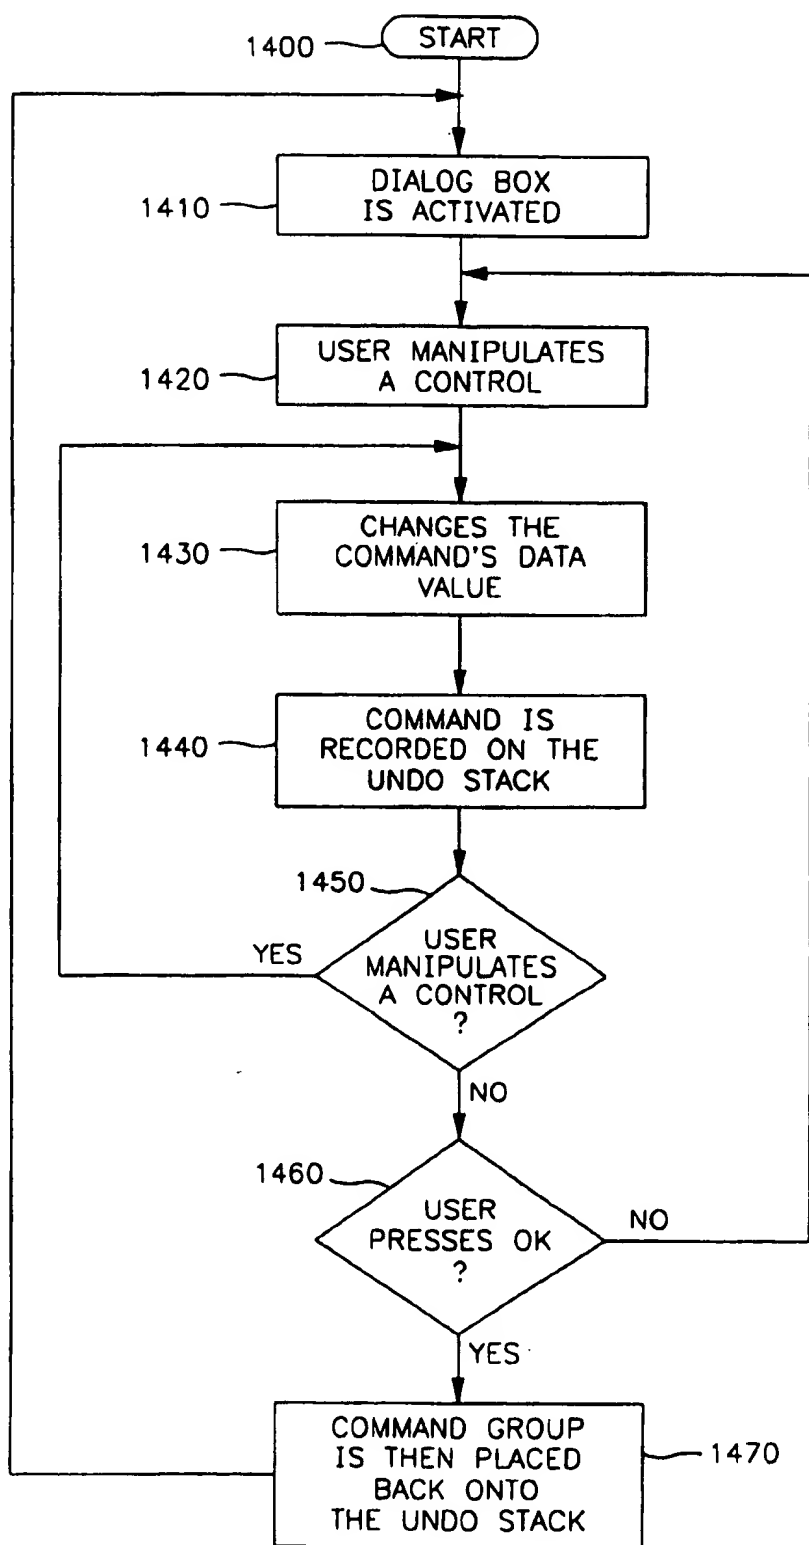 1400
START
DIALOG BOX
IS ACTIVATED
1410
USER MANIPULATES
A CONTROL
1420
CHANGES THE
COMMAND'S DATA
VALUE
1430
COMMAND IS
RECORDED ON THE
UNDO STACK
1440
1450
USER
MANIPULATES
A CONTROL
?
YES
NO
1460
USER
PRESSES OK
?
NO
YES
COMMAND GROUP
IS THEN PLACED
BACK ONTO
THE UNDO STACK
1470